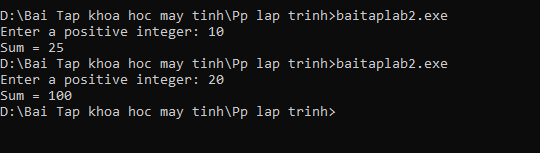 D:\Bai Tap khoa hoc may tinh\Pp lap trinh>baitaplab2.exe
Enter a positive integer: 10
Sum = 25
D:\Bai Tap khoa hoc may tinh\Pp lap trinh>baitaplab2.exe
Enter a positive integer: 20
Sum = 100
D:\Bai Tap khoa hoc may tinh\Pp lap trinh>